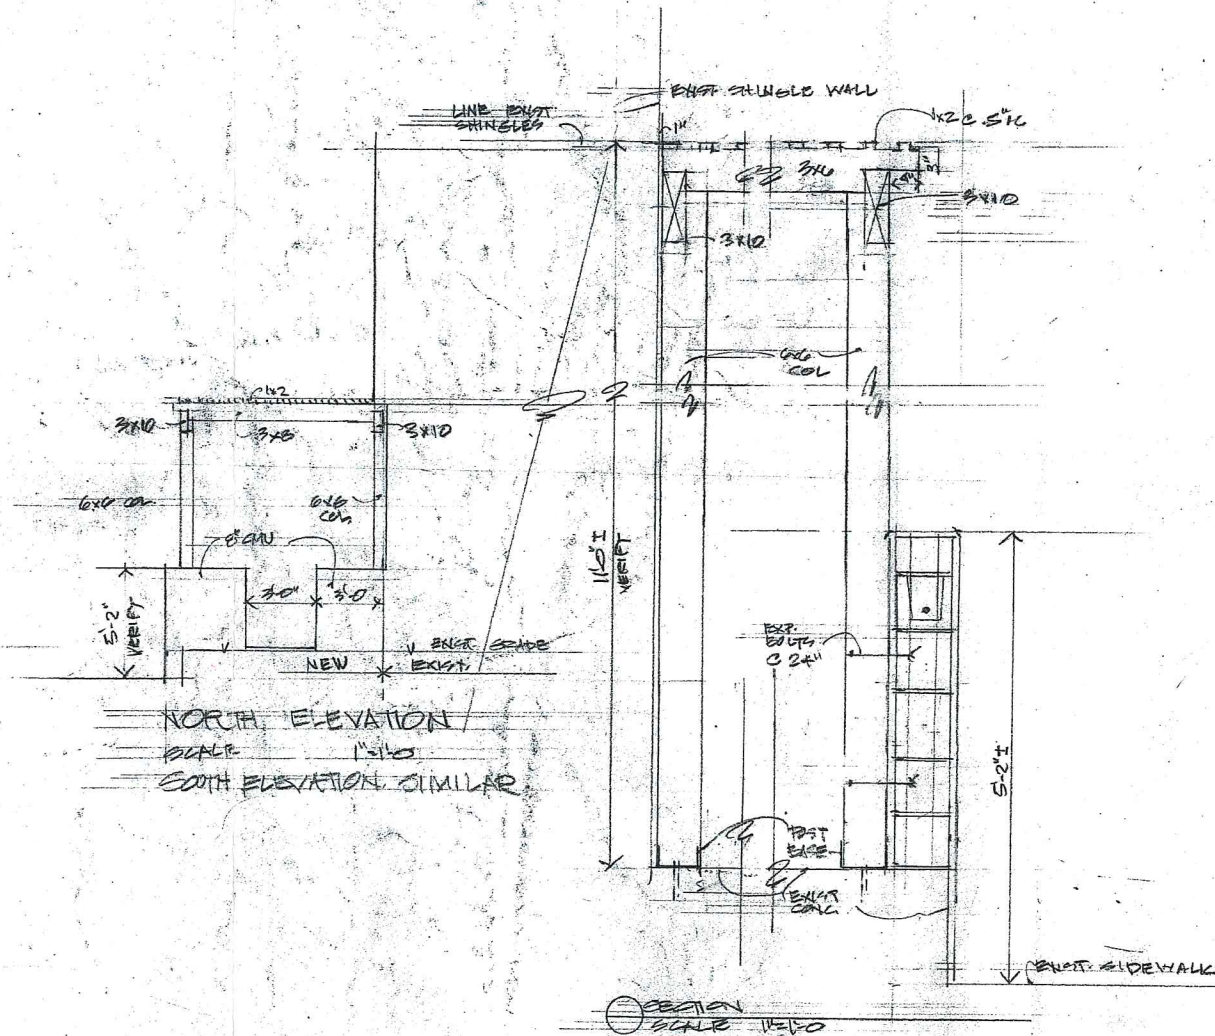 EXIST SHINGLE WALL
LINE EXIST
SHINGLES
1"
1x2 @ .5"
3x6
3"
3x10
3x10
6x6
COL
1x2
3x10
3x8
3x10
6x6 COL
6x6
COL
8" CMU
3'-0"
3'-0"
5'-2"
VERIFY
EXIST. GRADE
NEW
EXIST.
NORTH ELEVATION
SCALE 1"=1'-0
SOUTH ELEVATION SIMILAR
11'-0"±
VERIFY
EXP.
BOLTS
@ 24"
5'-2"±
POST
BASE
EXIST
CONC.
EXIST. SIDEWALK
SECTION
SCALE 1"=1'-0